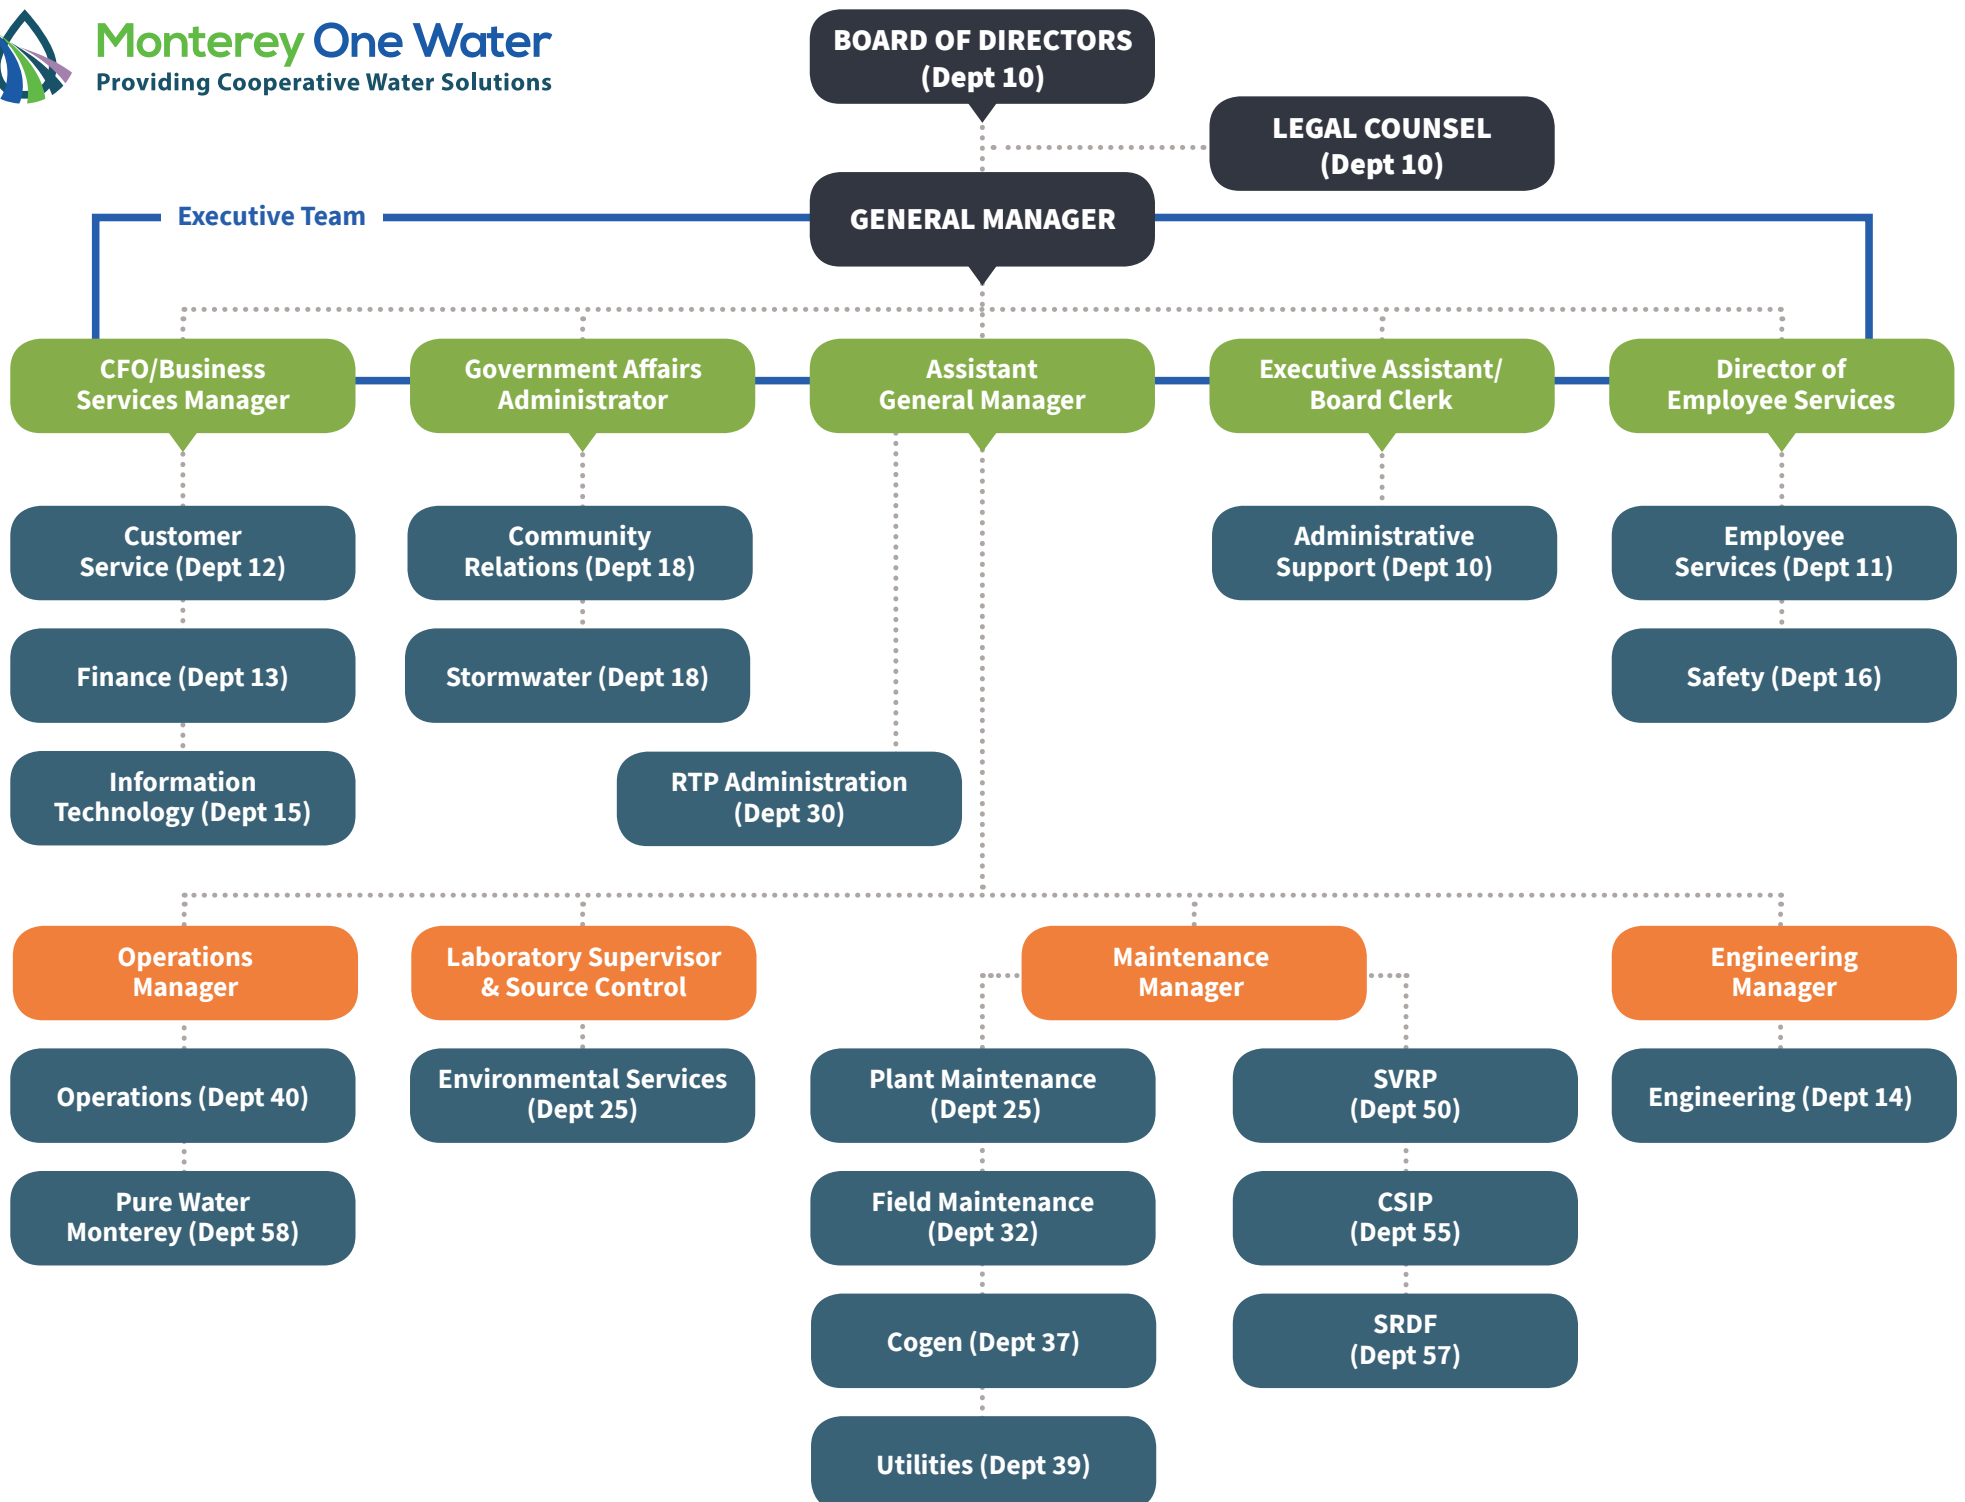 Monterey One Water
Providing Cooperative Water Solutions
BOARD OF DIRECTORS
(Dept 10)
LEGAL COUNSEL
(Dept 10)
Executive Team
GENERAL MANAGER
CFO/Business
Services Manager
Government Affairs
Administrator
Assistant
General Manager
Executive Assistant/
Board Clerk
Director of
Employee Services
Customer
Service (Dept 12)
Community
Relations (Dept 18)
Administrative
Support (Dept 10)
Employee
Services (Dept 11)
Finance (Dept 13)
Stormwater (Dept 18)
Safety (Dept 16)
Information
Technology (Dept 15)
RTP Administration
(Dept 30)
Operations
Manager
Laboratory Supervisor
& Source Control
Maintenance
Manager
Engineering
Manager
Operations (Dept 40)
Environmental Services
(Dept 25)
Plant Maintenance
(Dept 25)
SVRP
(Dept 50)
Engineering (Dept 14)
Pure Water
Monterey (Dept 58)
Field Maintenance
(Dept 32)
CSIP
(Dept 55)
Cogen (Dept 37)
SRDF
(Dept 57)
Utilities (Dept 39)